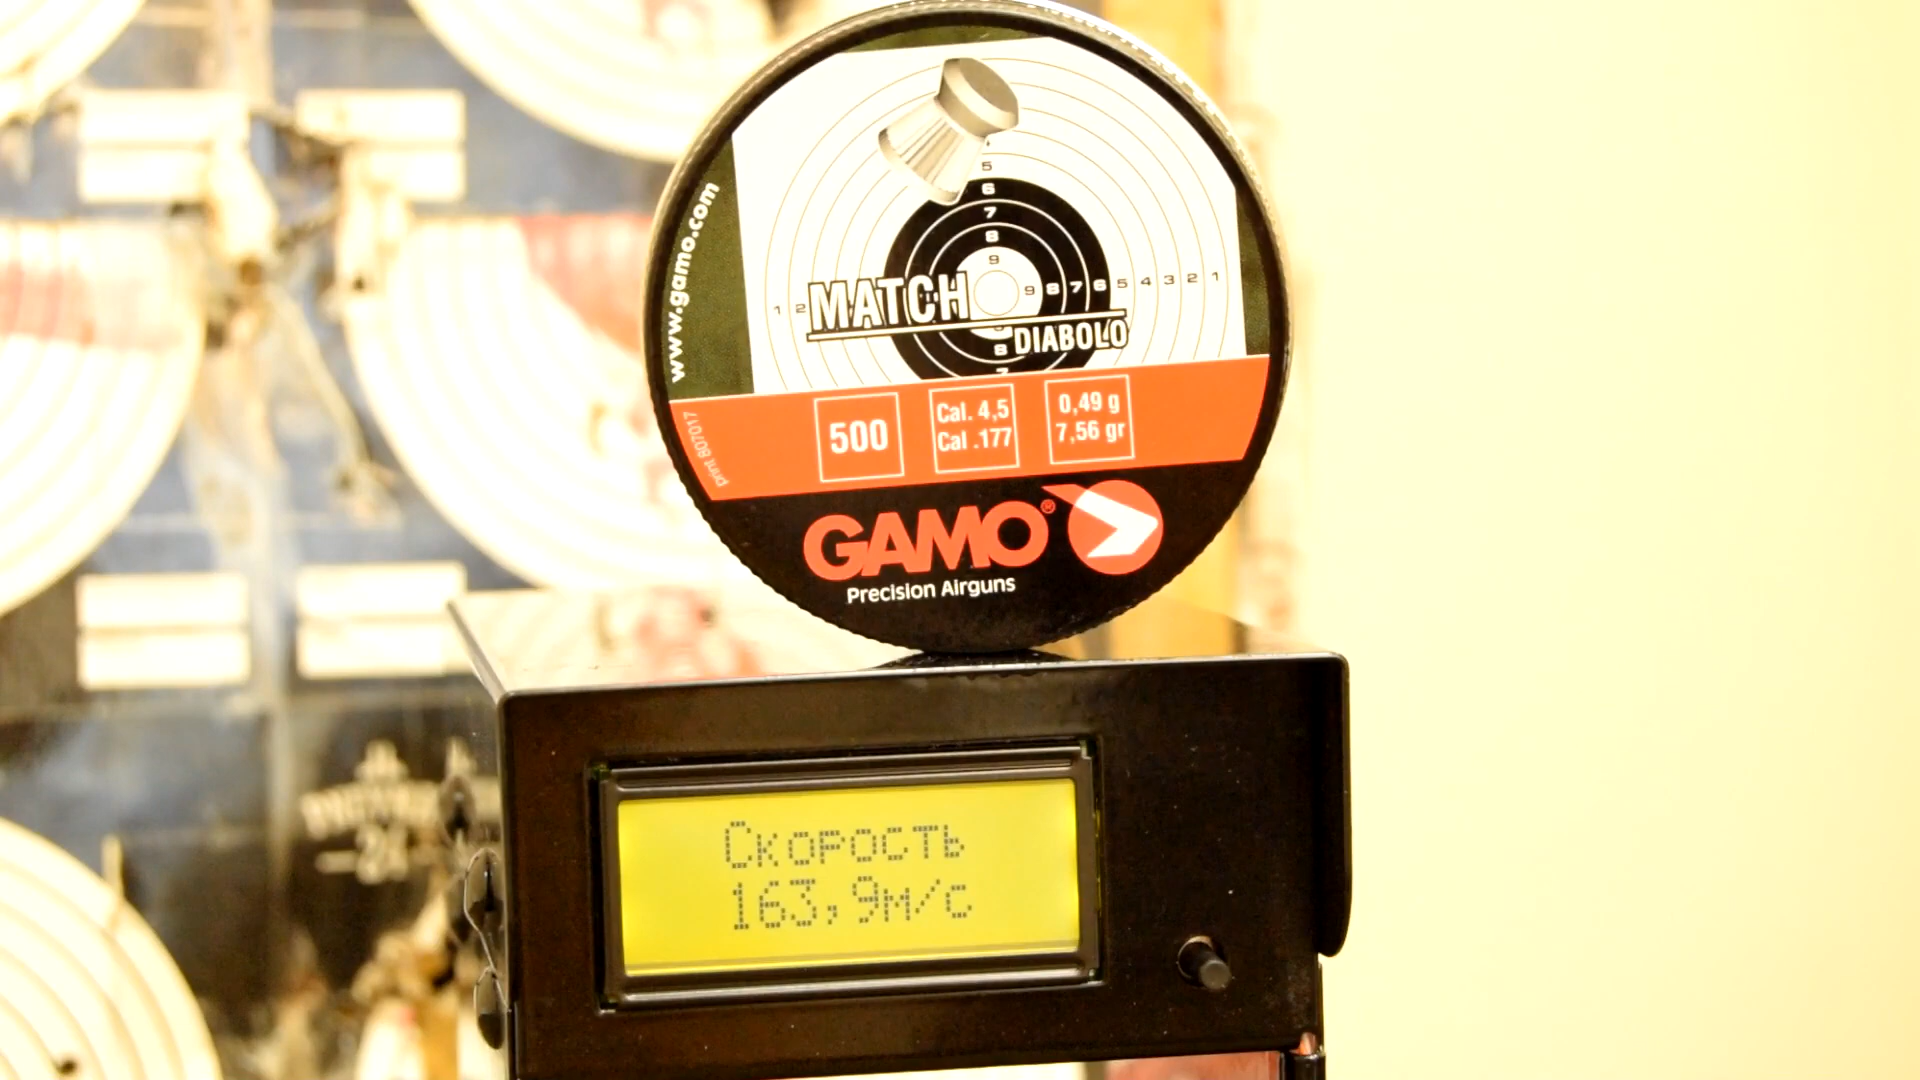 www.gamo.com
5
6
7
8
9
1 2
MATCH
9 8 7 6 5 4 3 2 1
DIABOLO
8
7
500
Cal. 4,5
Cal .177
0,49 g
7,56 gr
print 807017
GAMO®
Precision Airguns
Скорость
163,9м/с